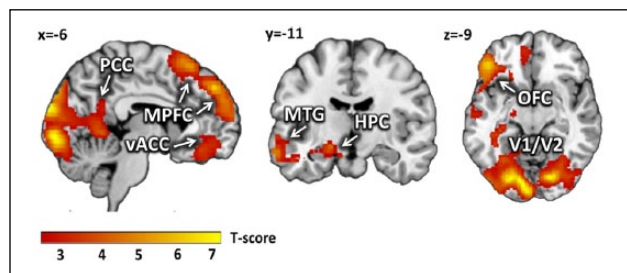 x=-6
y=-11
z=-9
PCC
MPFC
vACC
MTG
HPC
OFC
V1/V2
T-score
3 4 5 6 7